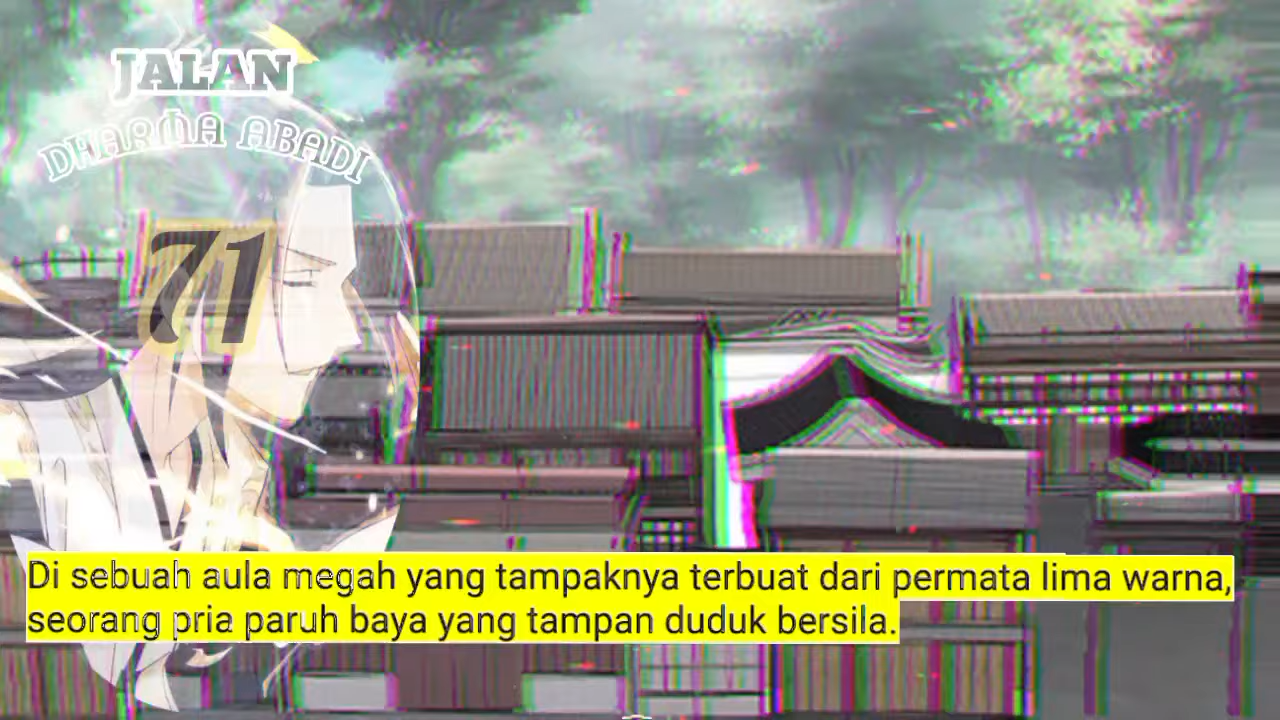 JALAN
DHARMA ABADI
71
Di sebuah aula megah yang tampaknya terbuat dari permata lima warna,
seorang pria paruh baya yang tampan duduk bersila.